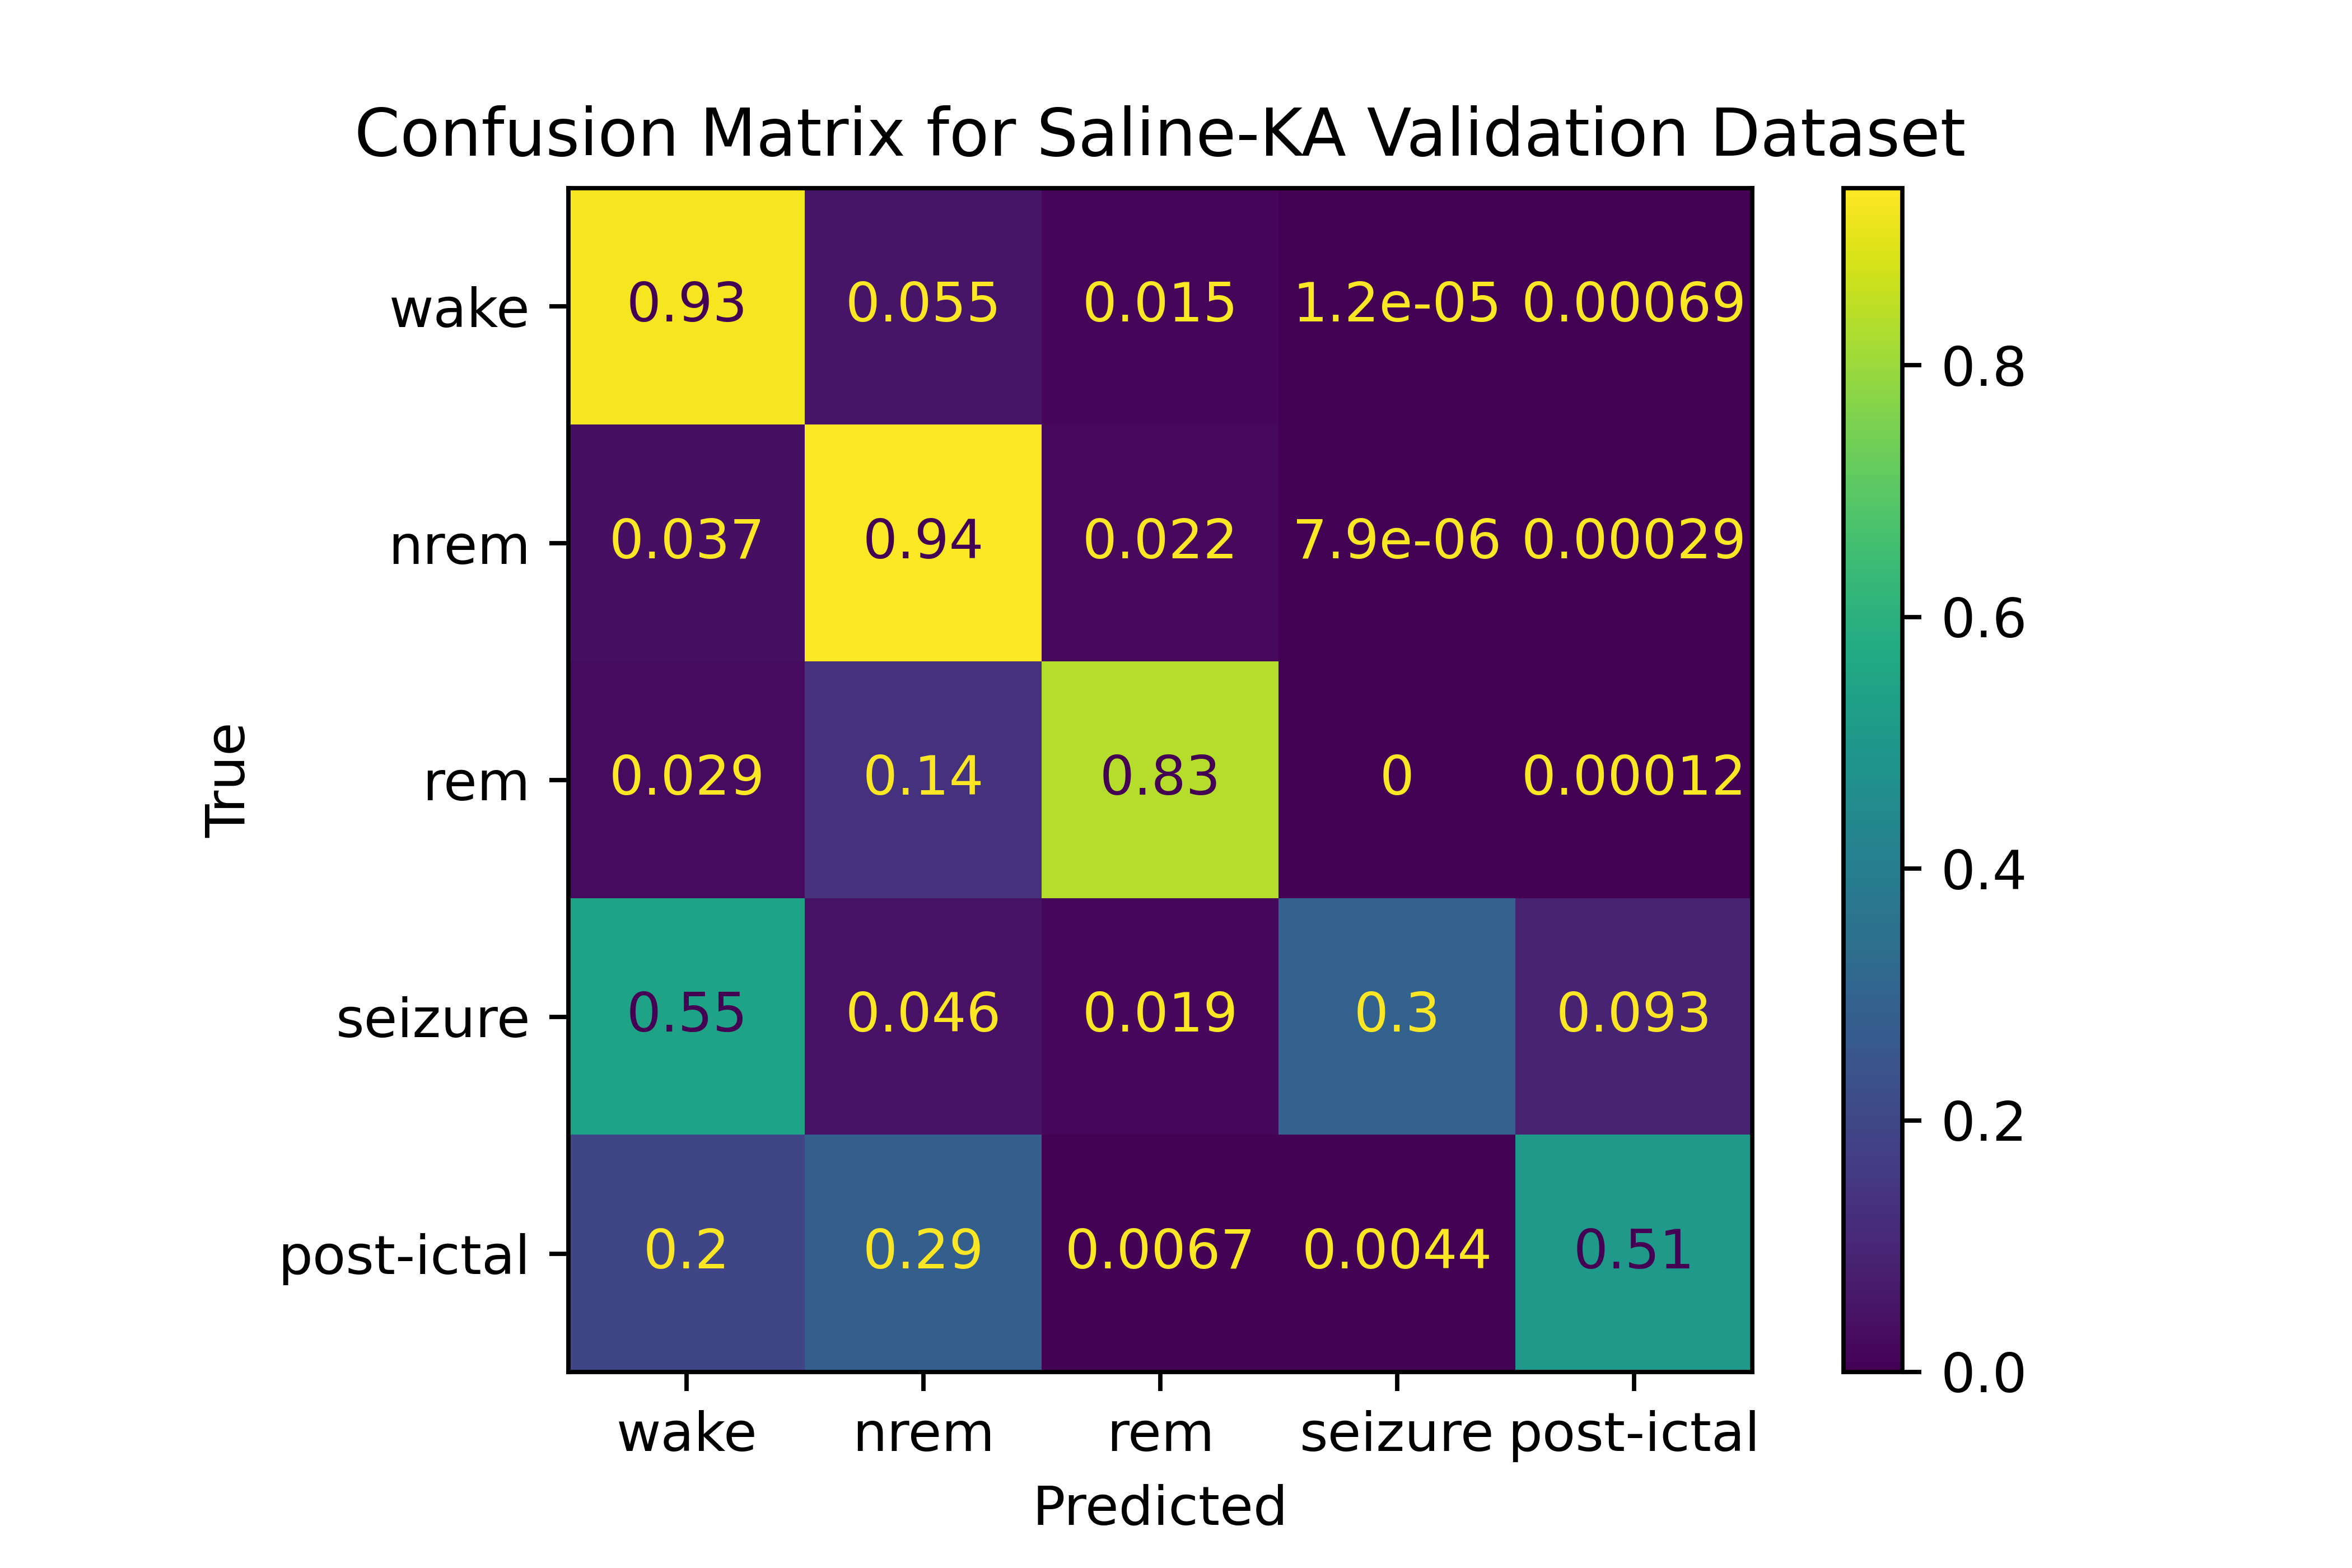 Confusion Matrix for Saline-KA Validation Dataset
wake 0.93 0.055 0.015 1.2e-05 0.00069
nrem 0.037 0.94 0.022 7.9e-06 0.00029
rem 0.029 0.14 0.83 0 0.00012
seizure 0.55 0.046 0.019 0.3 0.093
post-ictal 0.2 0.29 0.0067 0.0044 0.51
wake nrem rem seizure post-ictal
Predicted
True
0.8
0.6
0.4
0.2
0.0